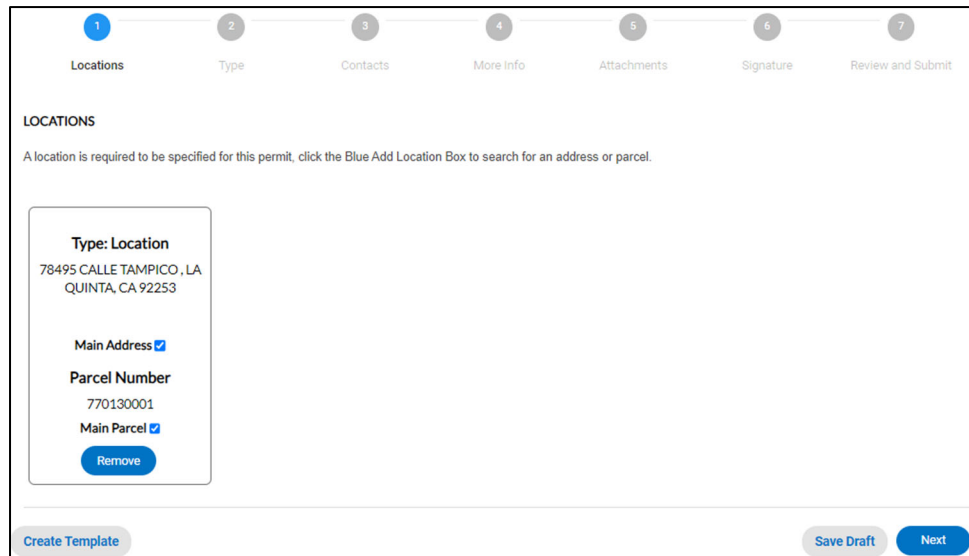 1 2 3 4 5 6 7
Locations Type Contacts More Info Attachments Signature Review and Submit
LOCATIONS
A location is required to be specified for this permit, click the Blue Add Location Box to search for an address or parcel.
Type: Location
78495 CALLE TAMPICO , LA
QUINTA, CA 92253
Main Address
Parcel Number
770130001
Main Parcel
Remove
Create Template Save Draft Next